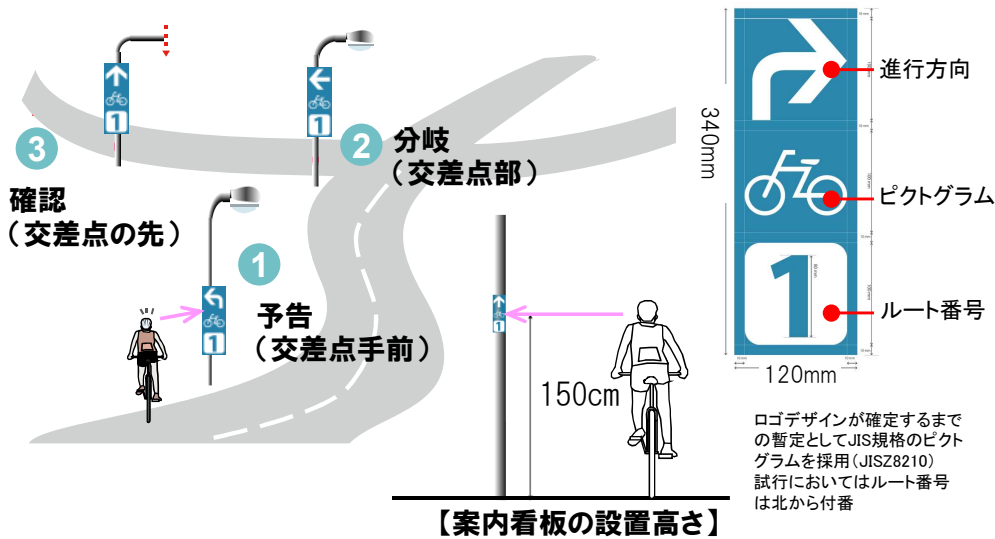 1
1
3
確認
（交差点の先）
2
分岐
（交差点部）
1
1
予告
（交差点手前）
1
150cm
【案内看板の設置高さ】
340mm
120mm
1
進行方向
ピクトグラム
ルート番号
ロゴデザインが確定するまで
の暫定としてJIS規格のピクト
グラムを採用（JISZ8210）
試行においてはルート番号
は北から付番